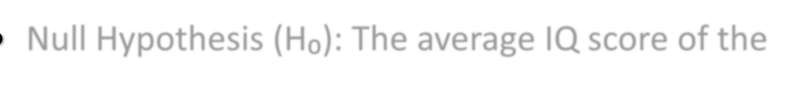 • Null Hypothesis (H₀): The average IQ score of the